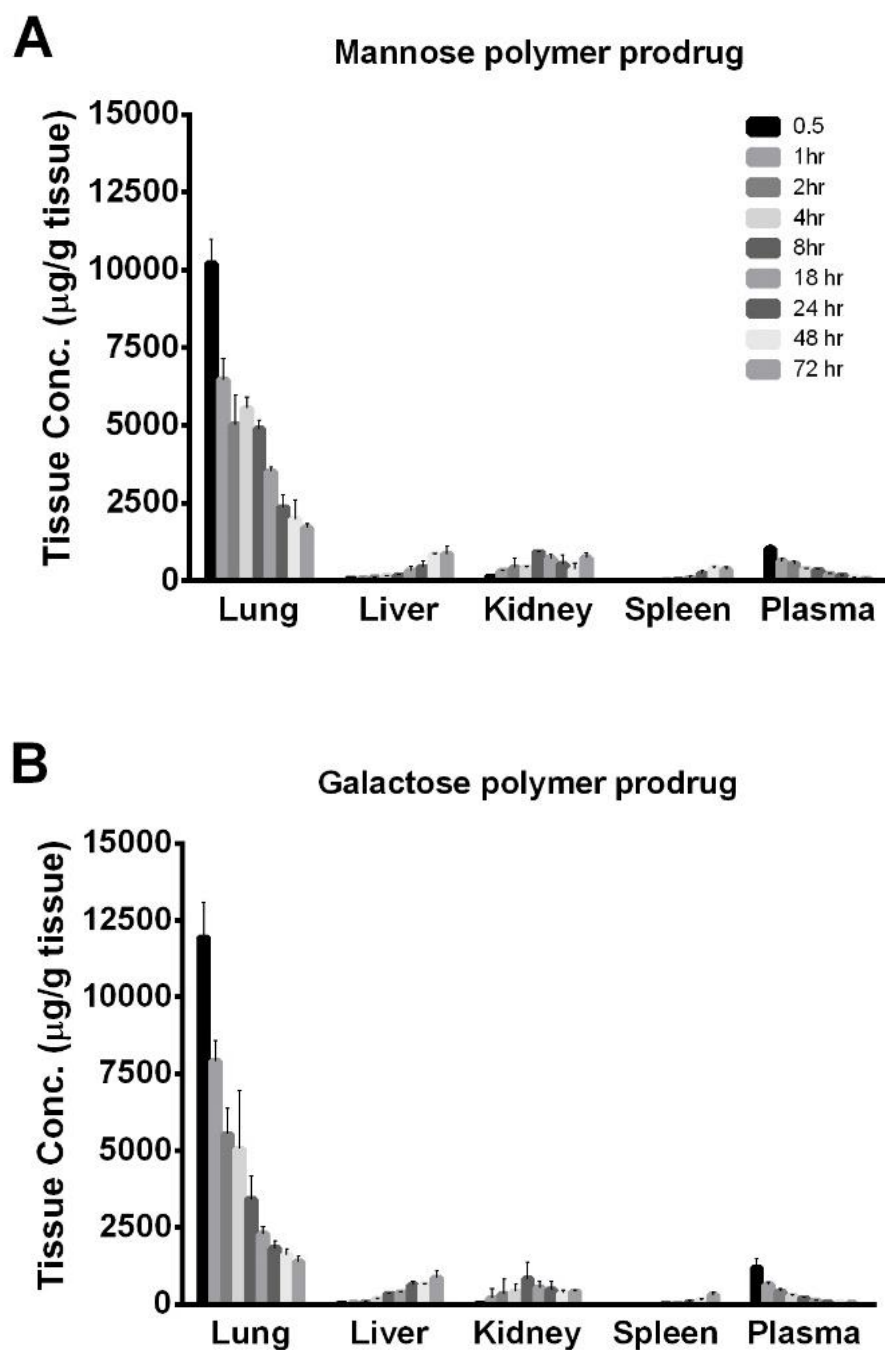 A
Mannose polymer prodrug
Tissue Conc. (μg/g tissue)
15000
12500
10000
7500
5000
2500
0
0.5
1hr
2hr
4hr
8hr
18 hr
24 hr
48 hr
72 hr
Lung Liver Kidney Spleen Plasma
B
Galactose polymer prodrug
Tissue Conc. (μg/g tissue)
15000
12500
10000
7500
5000
2500
0
Lung Liver Kidney Spleen Plasma